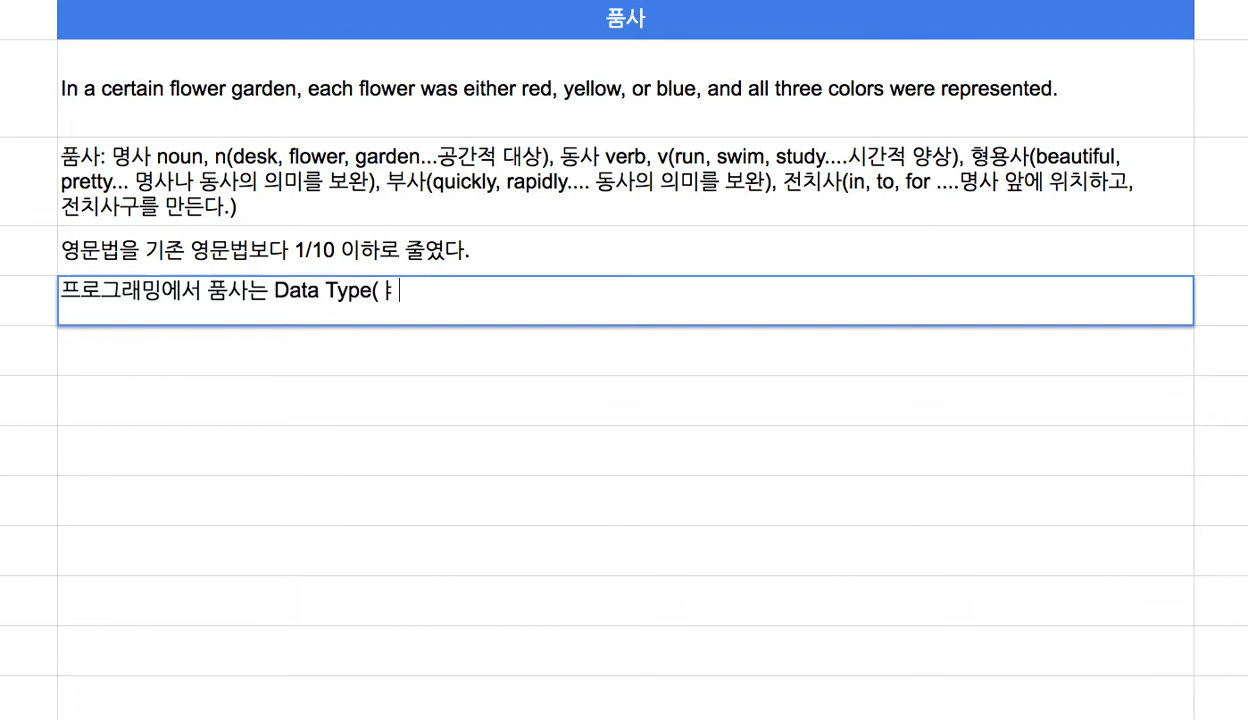 품사
In a certain flower garden, each flower was either red, yellow, or blue, and all three colors were represented.
품사: 명사 noun, n(desk, flower, garden...공간적 대상), 동사 verb, v(run, swim, study....시간적 양상), 형용사(beautiful,
pretty... 명사나 동사의 의미를 보완), 부사(quickly, rapidly.... 동사의 의미를 보완), 전치사(in, to, for ....명사 앞에 위치하고,
전치사구를 만든다.)
영문법을 기존 영문법보다 1/10 이하로 줄였다.
프로그래밍에서 품사는 Data Type(ㅑ